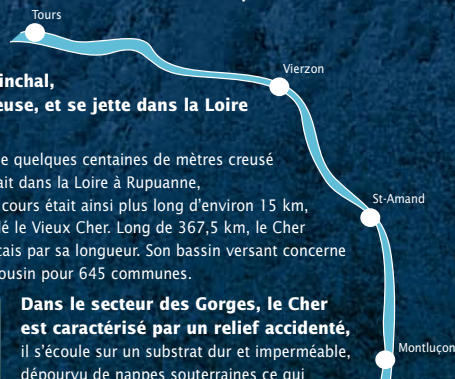 Tours
Vierzon
inchal,
euse, et se jette dans la Loire
e quelques centaines de mètres creusé
ait dans la Loire à Rupuanne,
cours était ainsi plus long d'environ 15 km,
lé le Vieux Cher. Long de 367,5 km, le Cher
çais par sa longueur. Son bassin versant concerne
ousin pour 645 communes.
St-Amand
Dans le secteur des Gorges, le Cher
est caractérisé par un relief accidenté,
il s'écoule sur un substrat dur et imperméable,
dépourvu de nappes souterraines ce qui
Montluçon